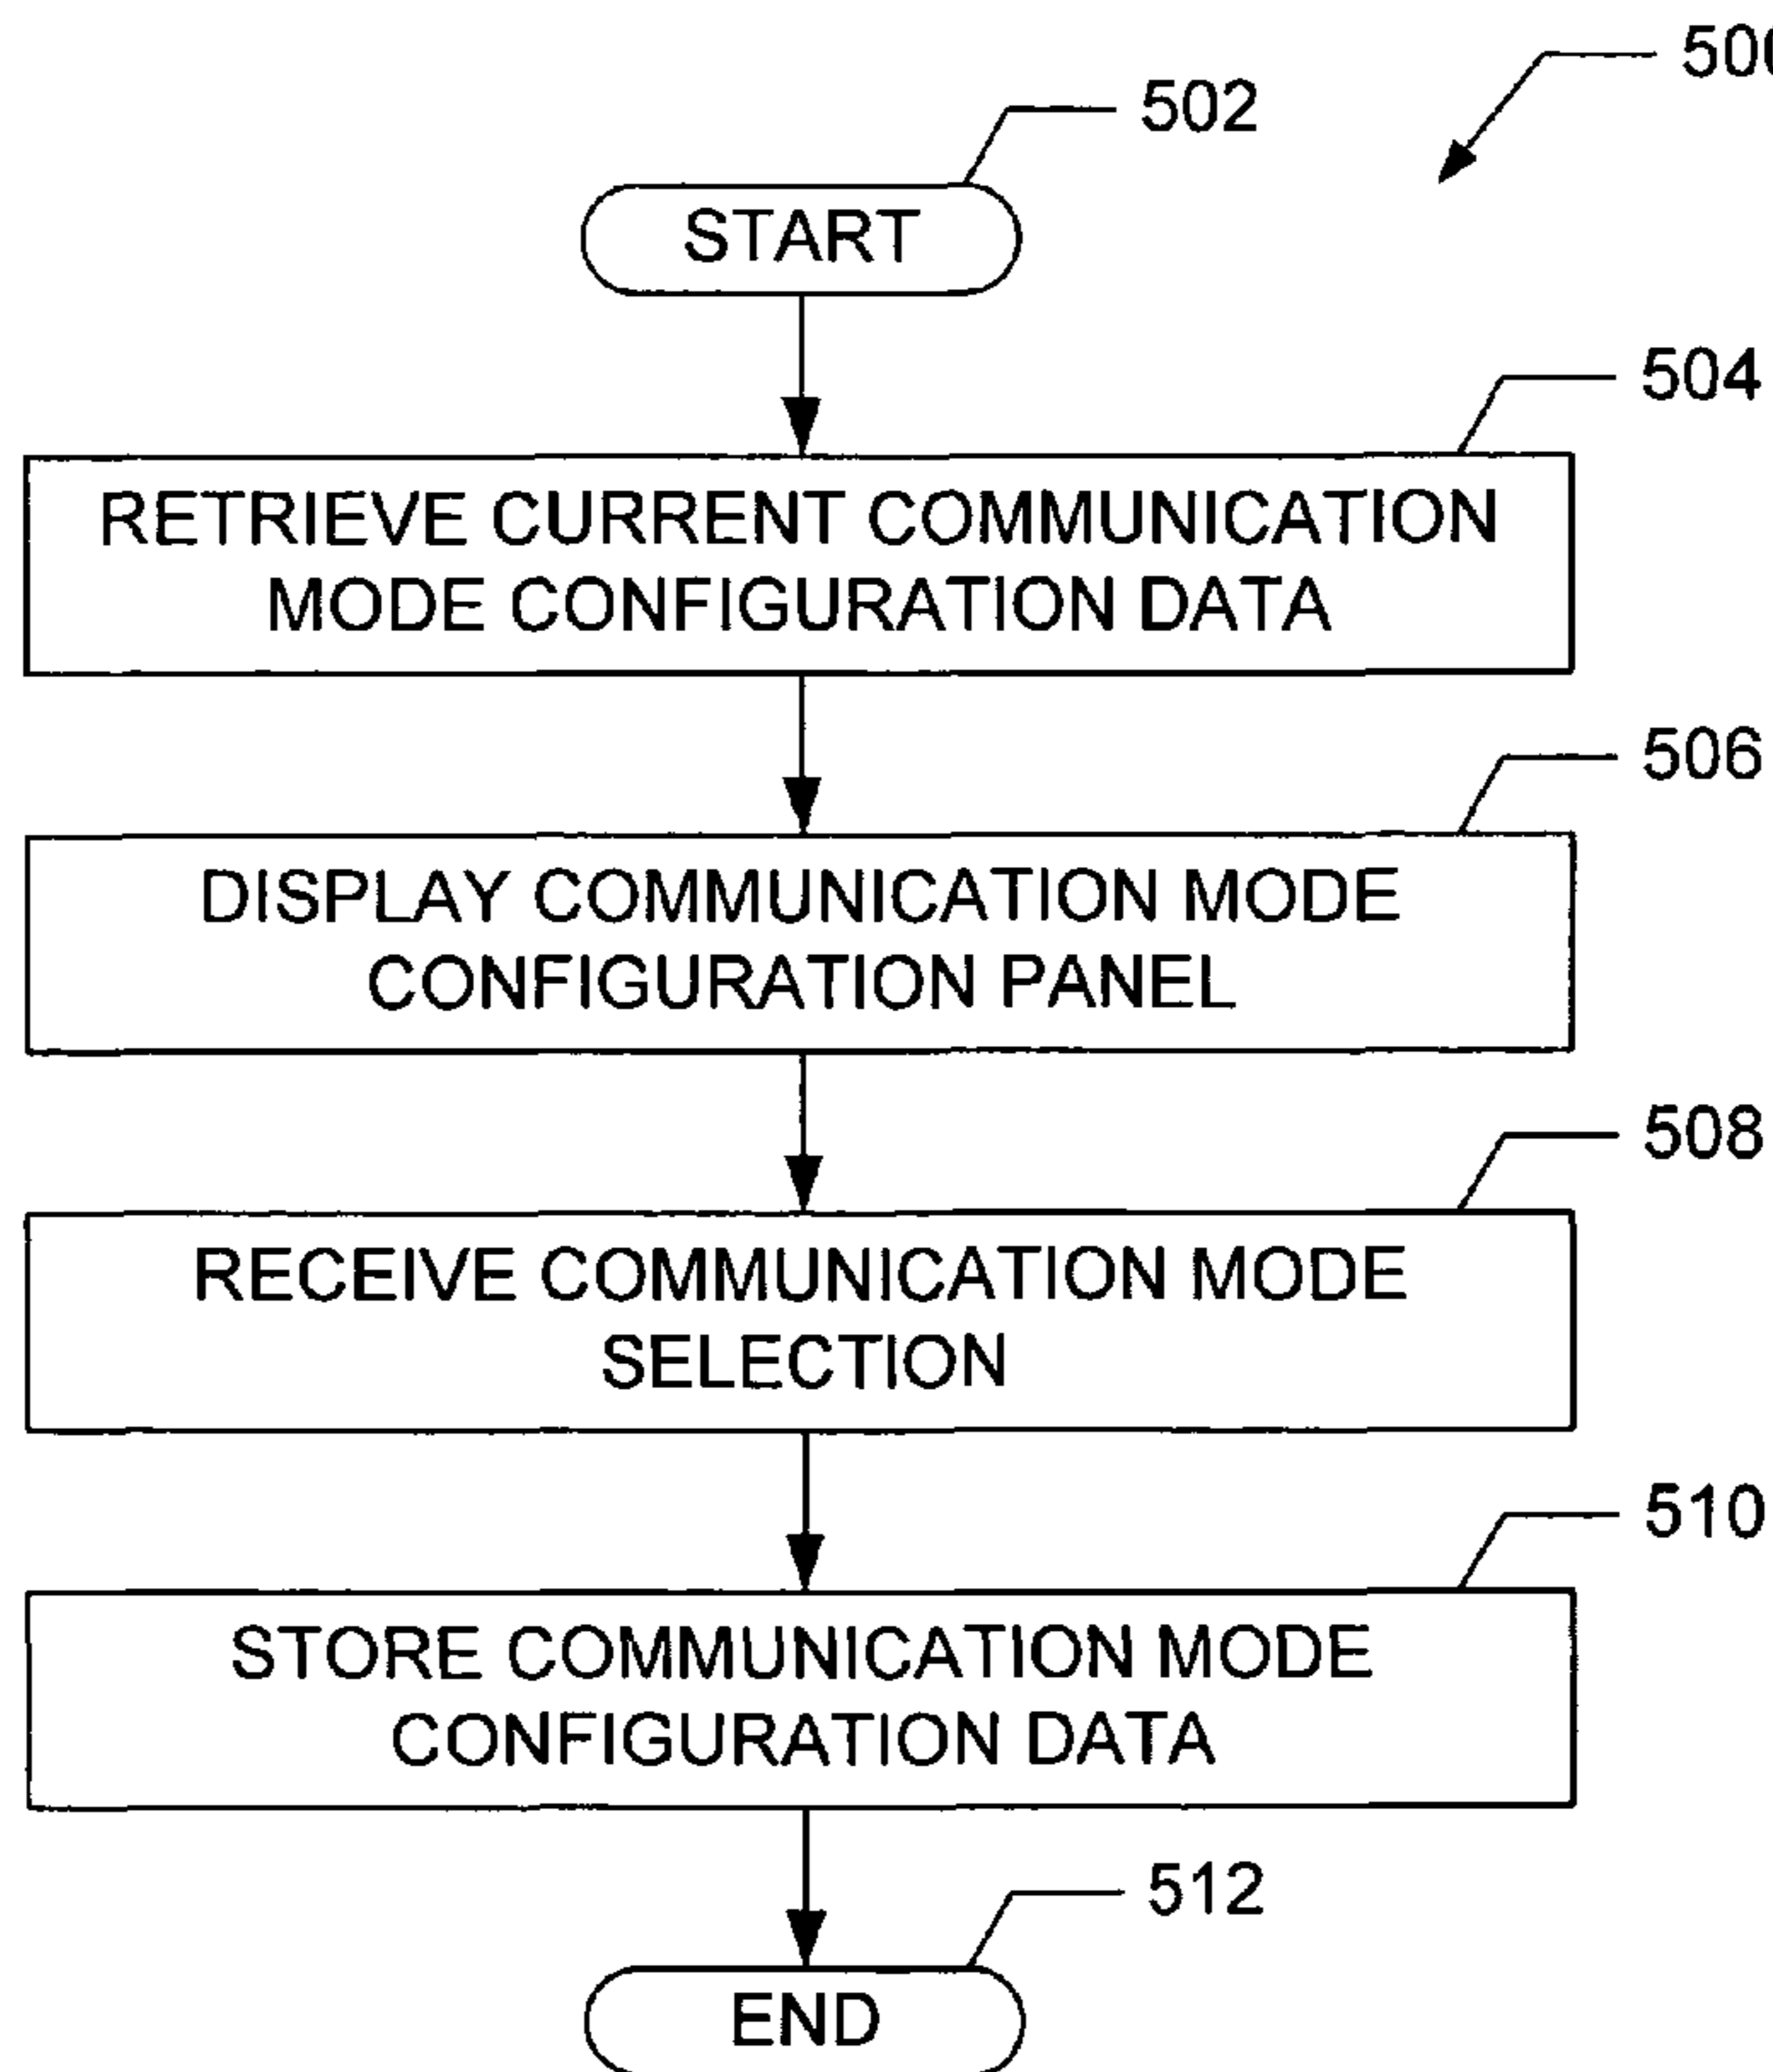 500
502
START
504
RETRIEVE CURRENT COMMUNICATION
MODE CONFIGURATION DATA
506
DISPLAY COMMUNICATION MODE
CONFIGURATION PANEL
508
RECEIVE COMMUNICATION MODE
SELECTION
510
STORE COMMUNICATION MODE
CONFIGURATION DATA
512
END